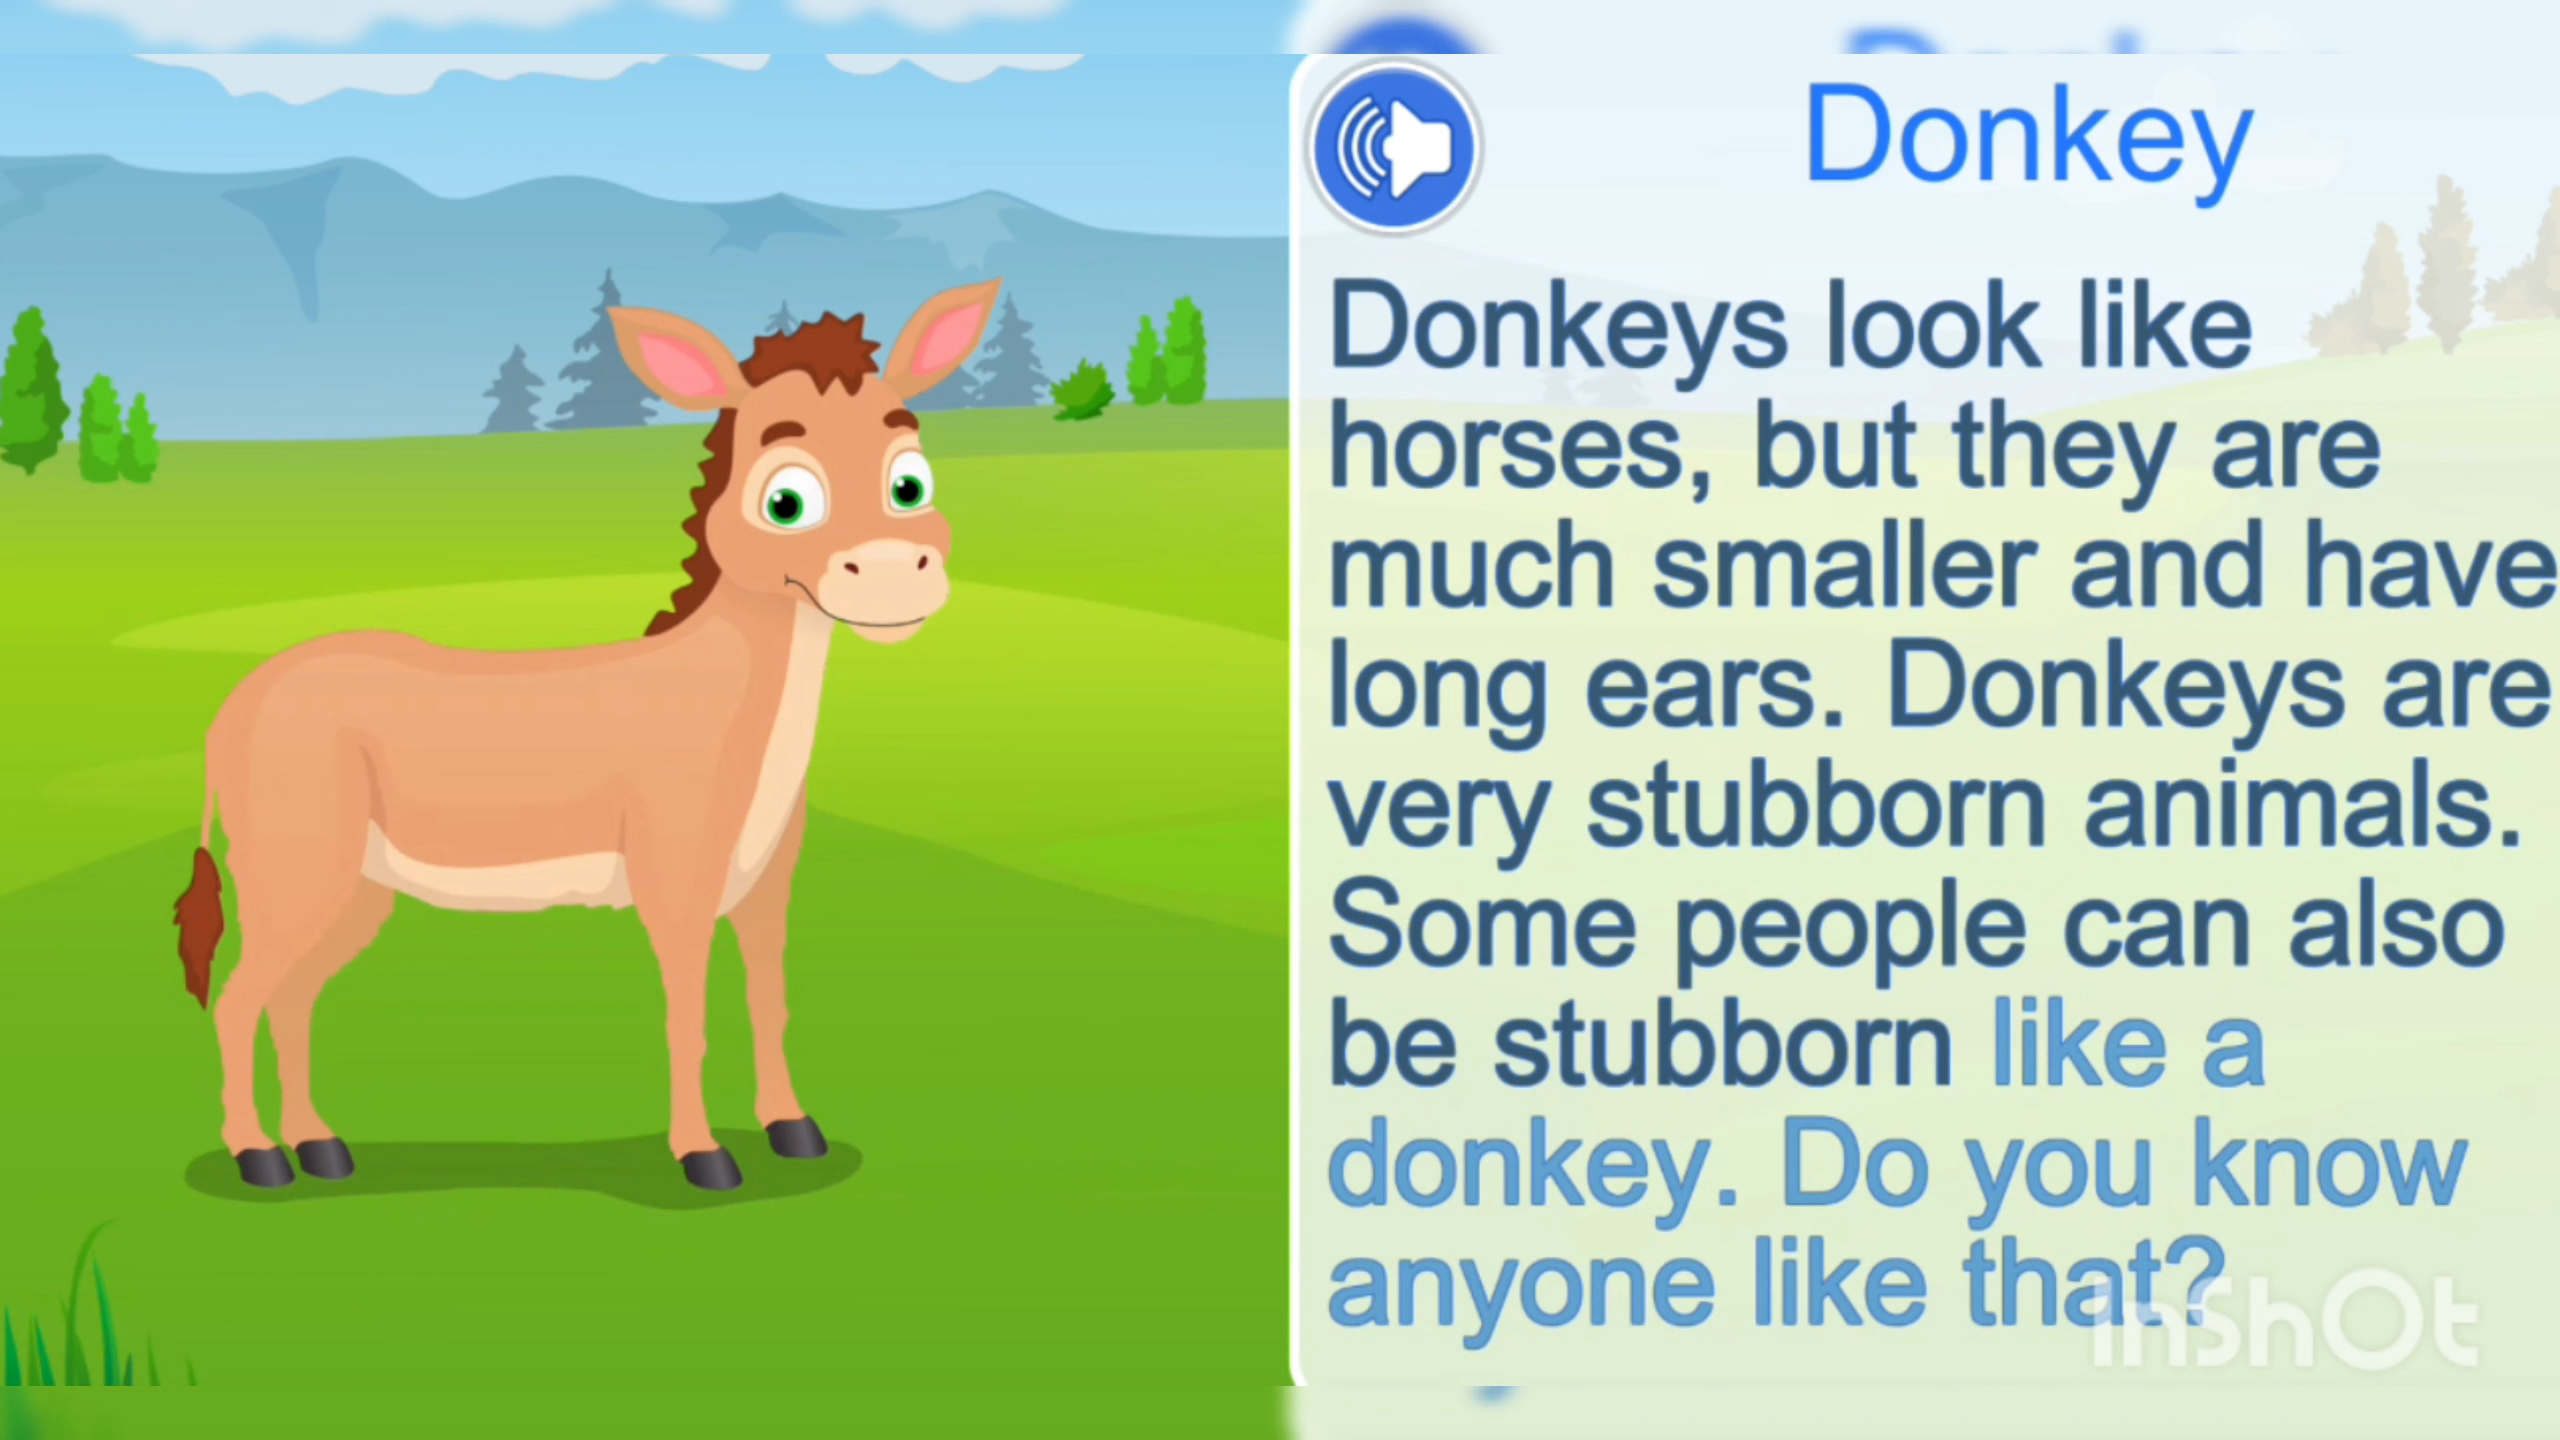 Donkey
Donkeys look like
horses, but they are
much smaller and have
long ears. Donkeys are
very stubborn animals.
Some people can also
be stubborn like a
donkey. Do you know
anyone like that?
InShOt